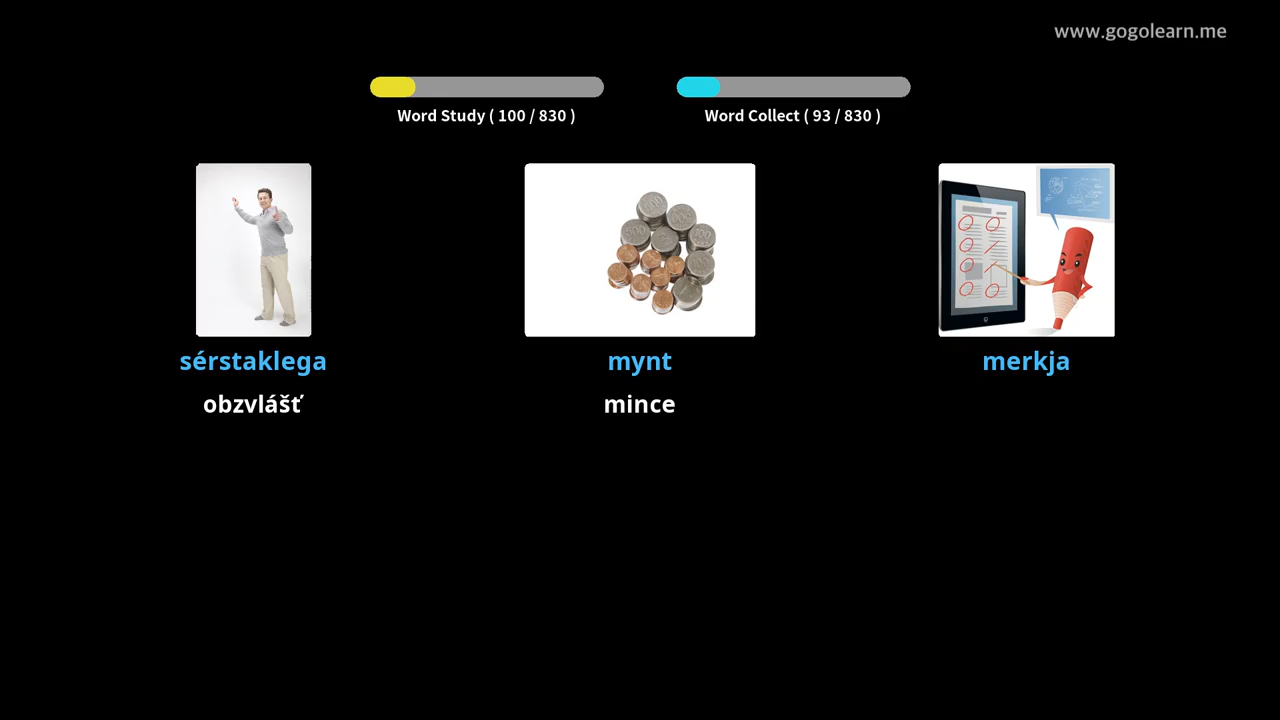 www.gogolearn.me
Word Study ( 100 / 830 )
Word Collect ( 93 / 830 )
sérstaklega
mynt
merkja
obzvlášť
mince